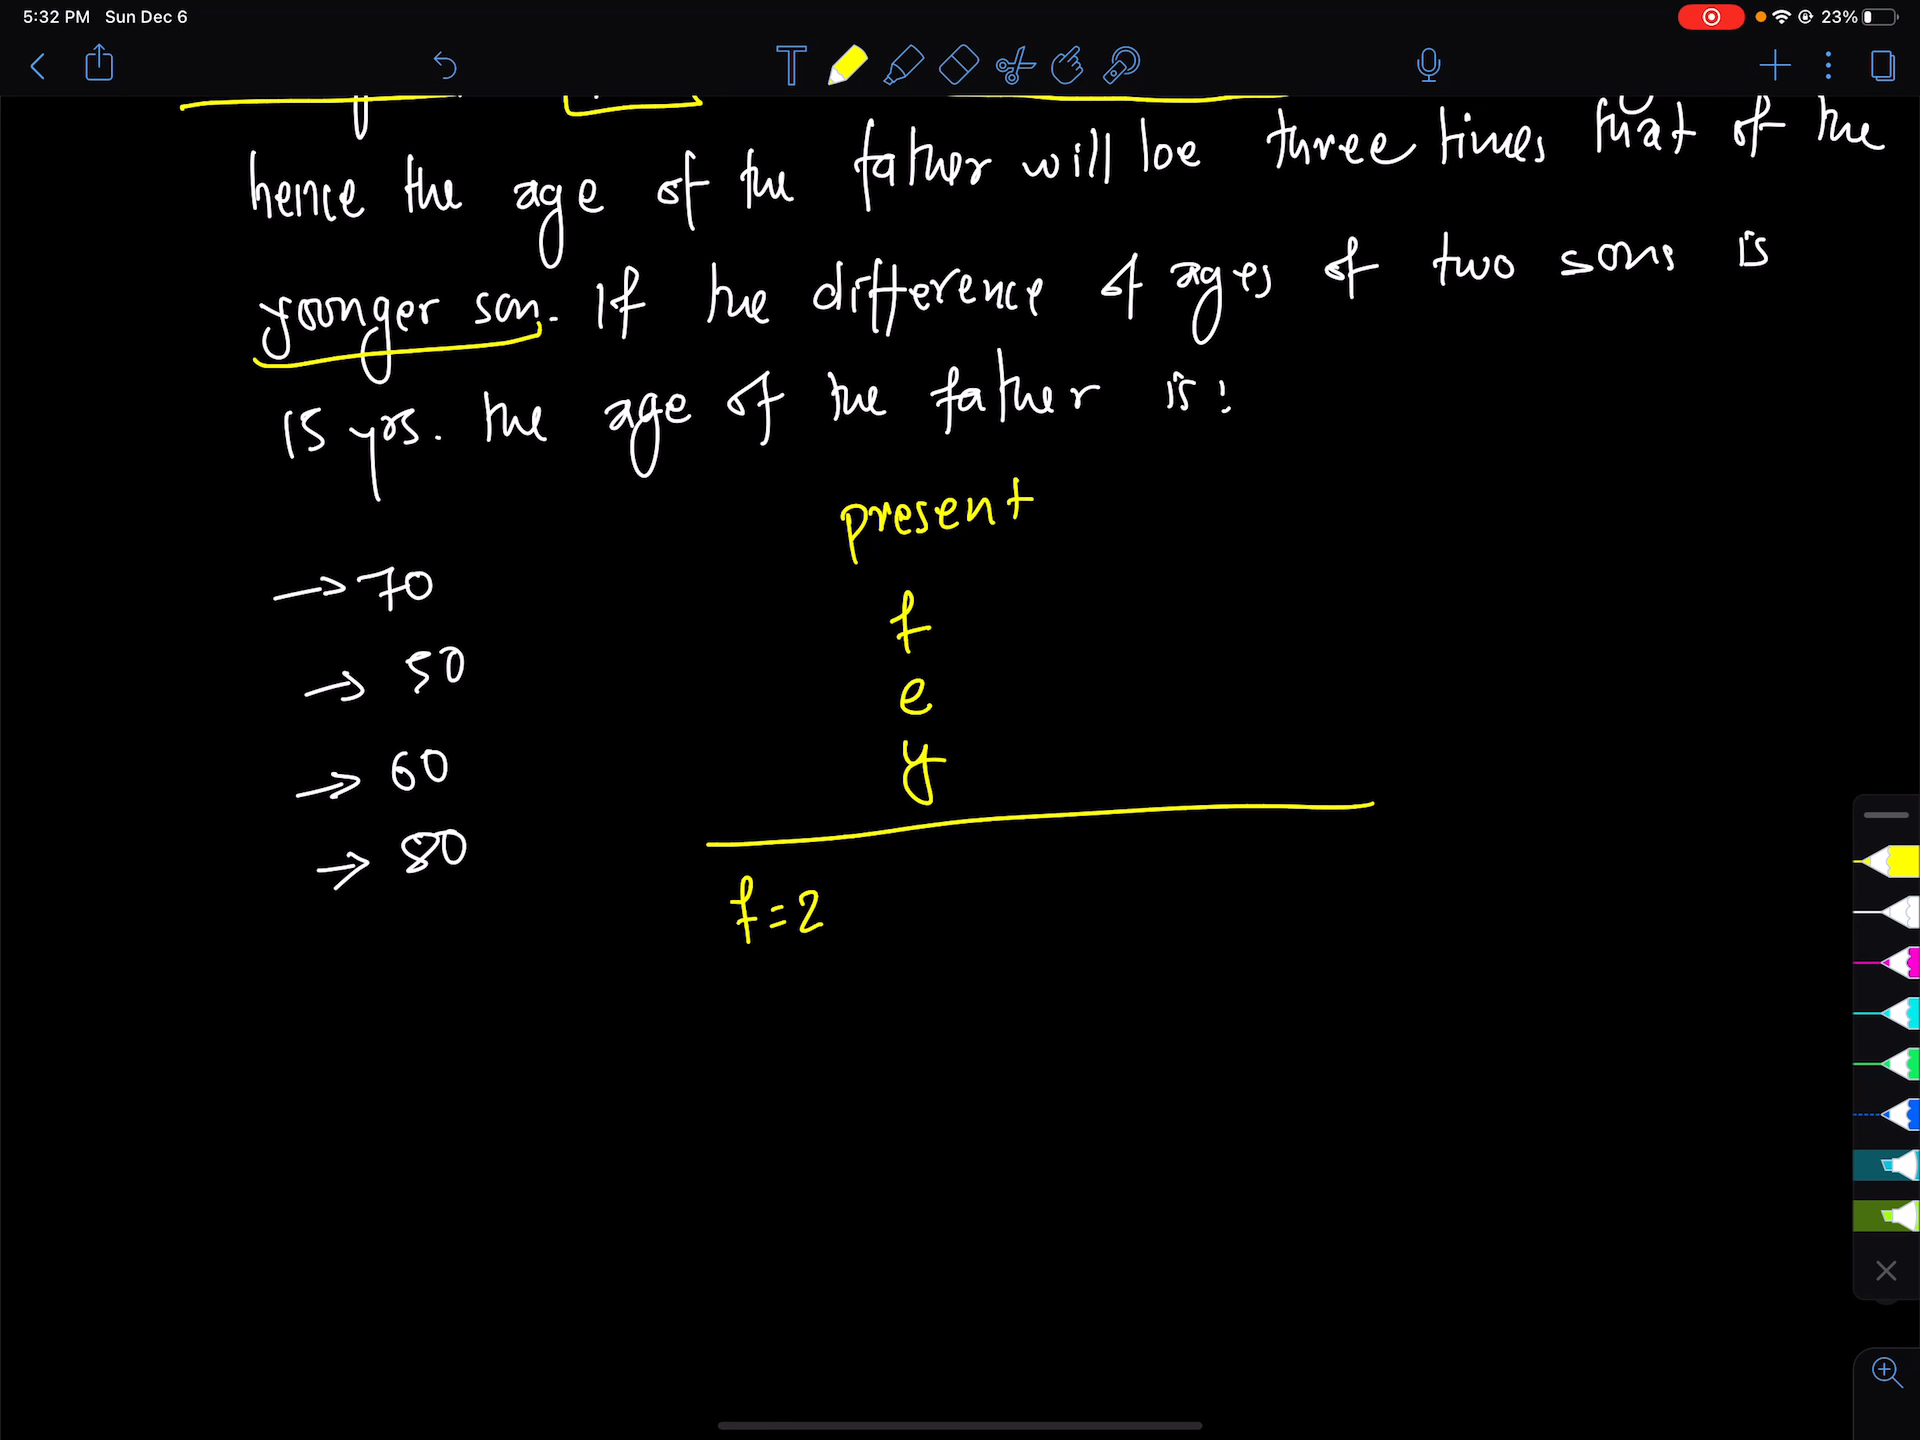 5:32 PM Sun Dec 6
23%
hence the age of the father will be three times that of the
younger son. If the difference of ages of two sons is
15 yrs. the age of the father is:
present
→ 70
f
→ 50
e
→ 60
y
→ 80
f=2